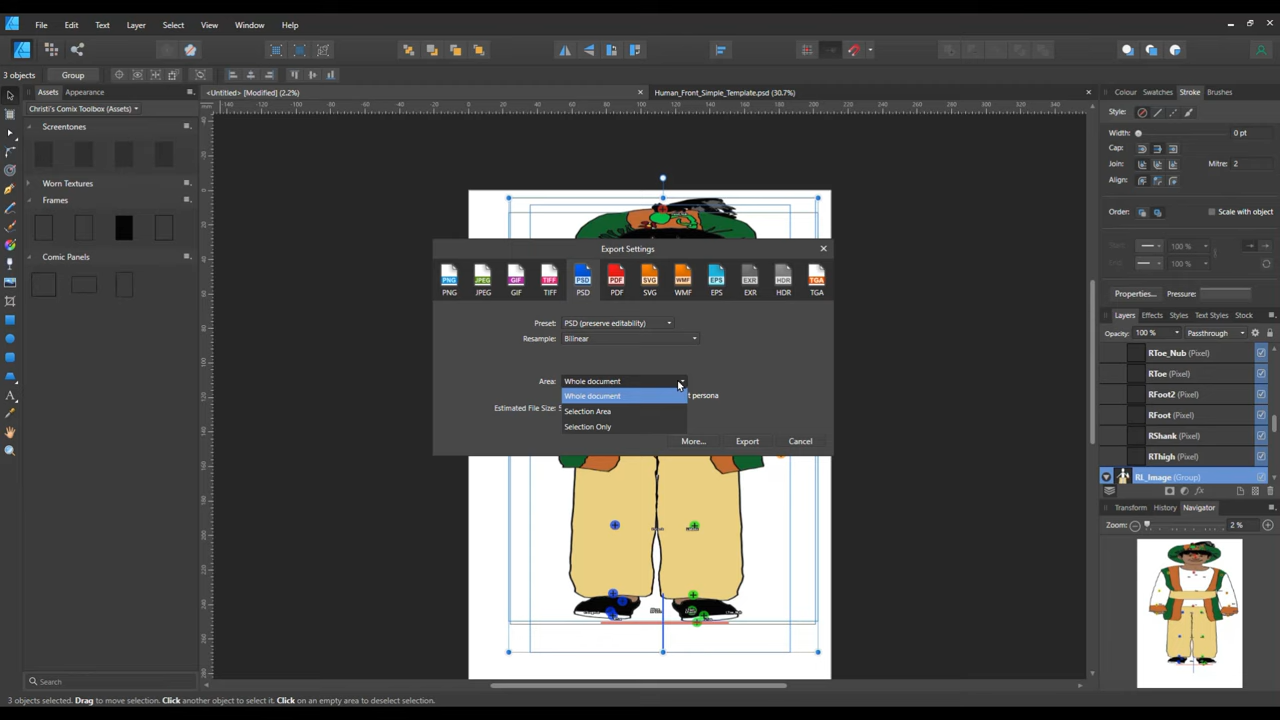 File Edit Text Layer Select View Window Help
3 objects Group
Assets Appearance
<Untitled> [Modified] (2.2%)
Human_Front_Simple_Template.psd (30.7%)
Christi's Comix Toolbox (Assets)
Screentones
Worn Textures
Frames
Comic Panels
Search
Export Settings
PNG JPEG GIF TIFF PSD PDF SVG WMF EPS EXR HDR TGA
Preset: PSD (preserve editability)
Resample: Bilinear
Area: Whole document
Whole document
t persona
Selection Area
Estimated File Size:
Selection Only
More... Export Cancel
Colour Swatches Stroke Brushes
Style:
Width: 0 pt
Cap:
Join: Mitre: 2
Align:
Order: Scale with object
Start: 100 %
End: 100 %
Properties... Pressure:
Layers Effects Styles Text Styles Stock
Opacity: 100 % Passthrough
RToe_Nub (Pixel)
RToe (Pixel)
RFoot2 (Pixel)
RFoot (Pixel)
RShank (Pixel)
RThigh (Pixel)
RL_Image (Group)
Transform History Navigator
Zoom: 2 %
3 objects selected. Drag to move selection. Click another object to select it. Click on an empty area to deselect selection.